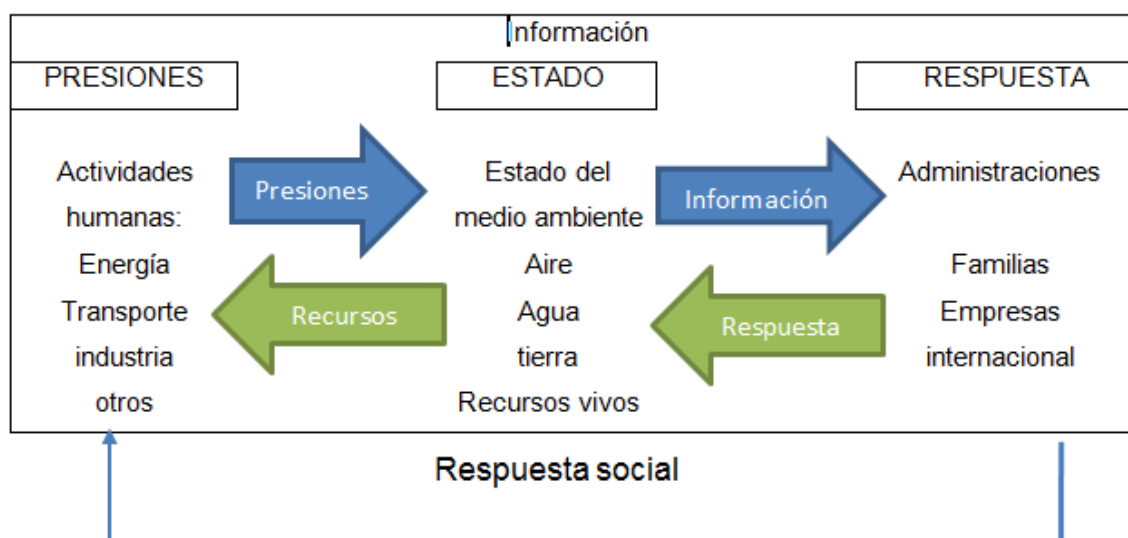 Información
PRESIONES
ESTADO
RESPUESTA
Actividades
humanas:
Energía
Transporte
industria
otros
Presiones
Recursos
Estado del
medio ambiente
Aire
Agua
tierra
Recursos vivos
Información
Respuesta
Administraciones
Familias
Empresas
internacional
Respuesta social